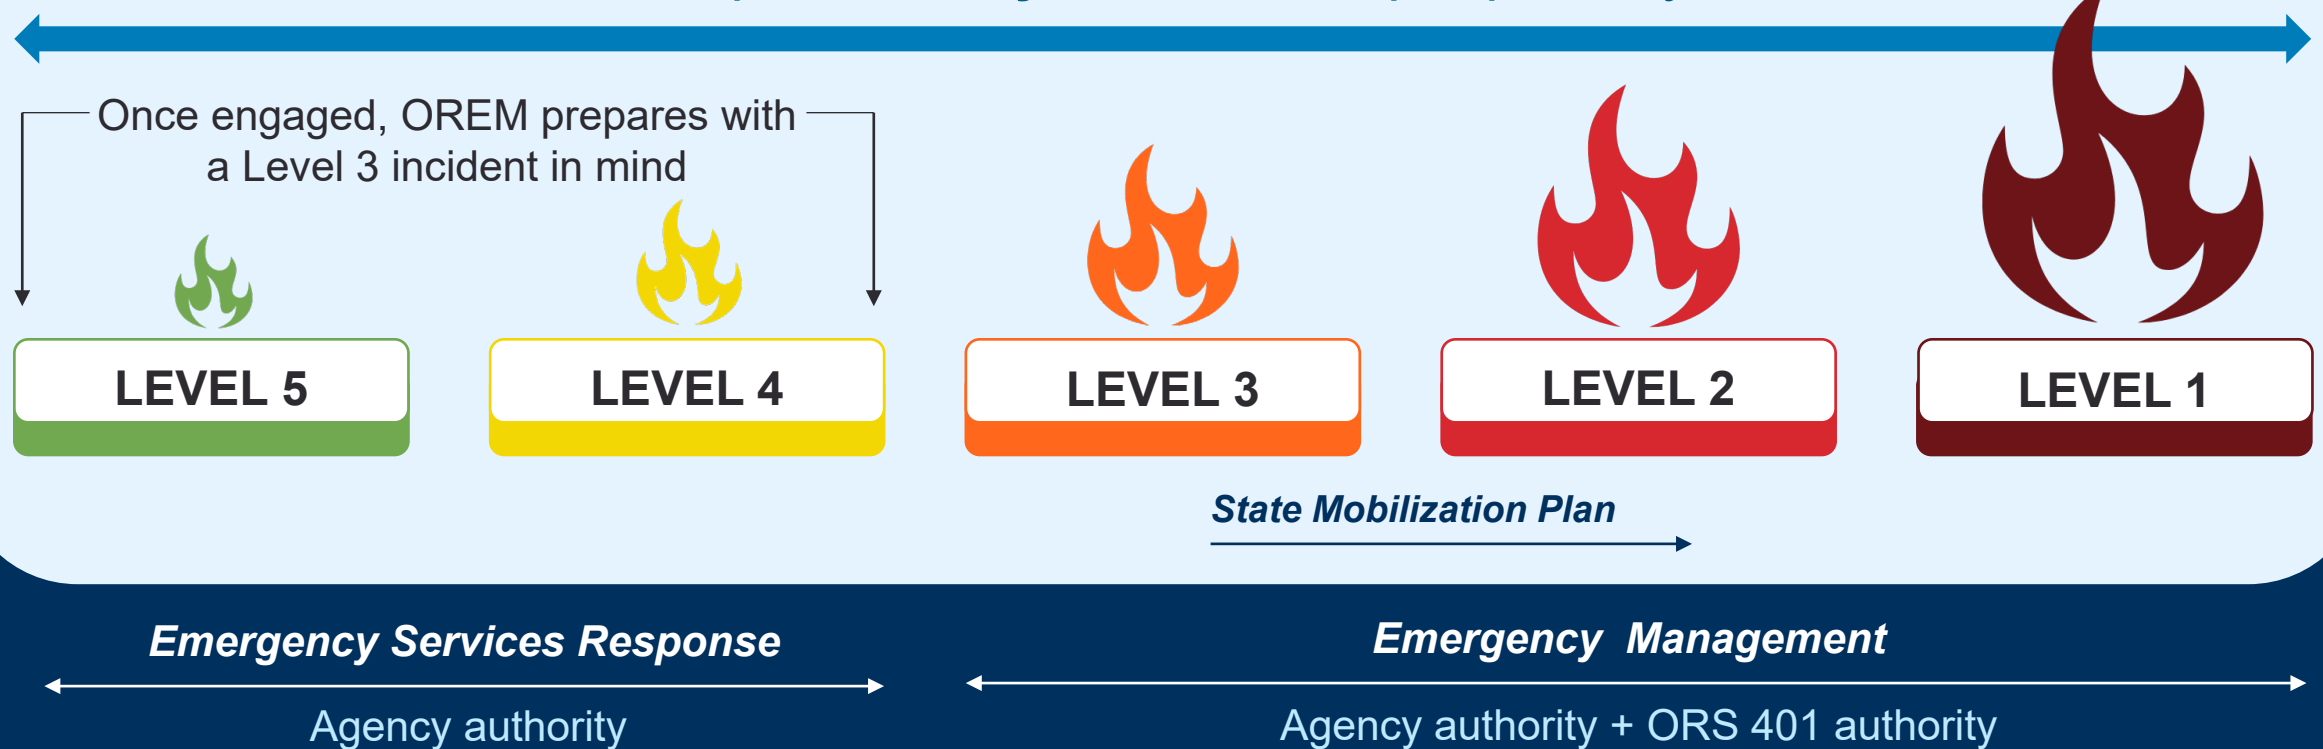 Once engaged, OREM prepares with
a Level 3 incident in mind
LEVEL 5
LEVEL 4
LEVEL 3
LEVEL 2
LEVEL 1
State Mobilization Plan
Emergency Services Response
Emergency Management
Agency authority
Agency authority + ORS 401 authority